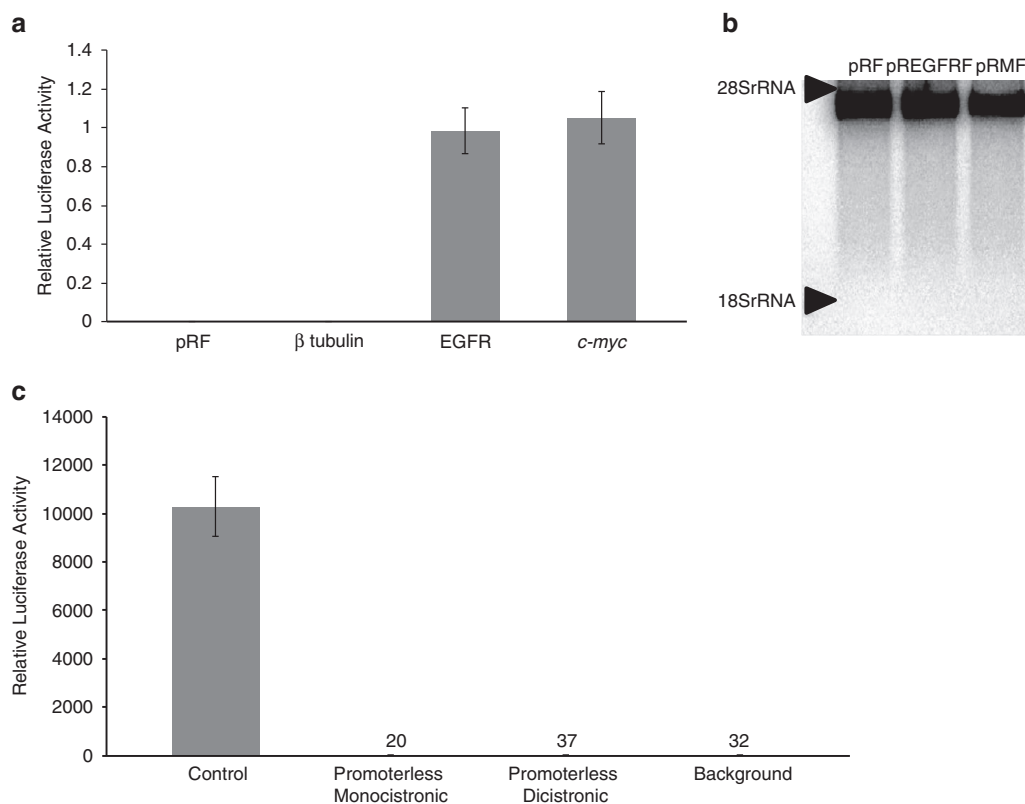 a
Relative Luciferase Activity
1.4
1.2
1
0.8
0.6
0.4
0.2
0
pRF
β tubulin
EGFR
c-myc
b
pRF pREGFRF pRMF
28SrRNA
18SrRNA
c
Relative Luciferase Activity
14000
12000
10000
8000
6000
4000
2000
0
20
37
32
Control
Promoterless
Monocistronic
Promoterless
Dicistronic
Background